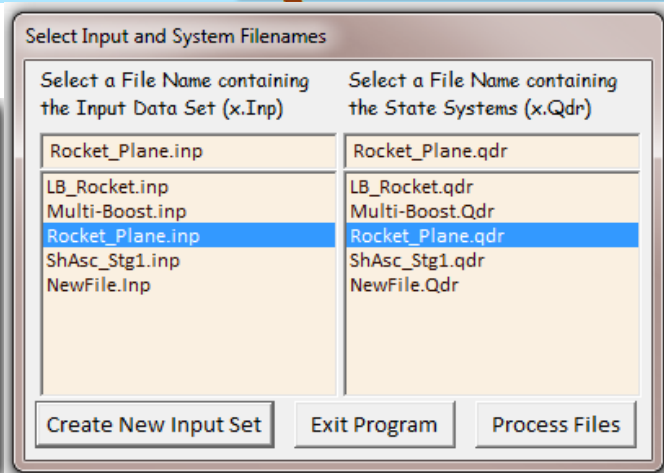 Select Input and System Filenames
Select a File Name containing
the Input Data Set (x.Inp)
Select a File Name containing
the State Systems (x.Qdr)
Rocket_Plane.inp
Rocket_Plane.qdr
LB_Rocket.inp
Multi-Boost.inp
Rocket_Plane.inp
ShAsc_Stg1.inp
NewFile.Inp
LB_Rocket.qdr
Multi-Boost.Qdr
Rocket_Plane.qdr
ShAsc_Stg1.qdr
NewFile.Qdr
Create New Input Set
Exit Program
Process Files